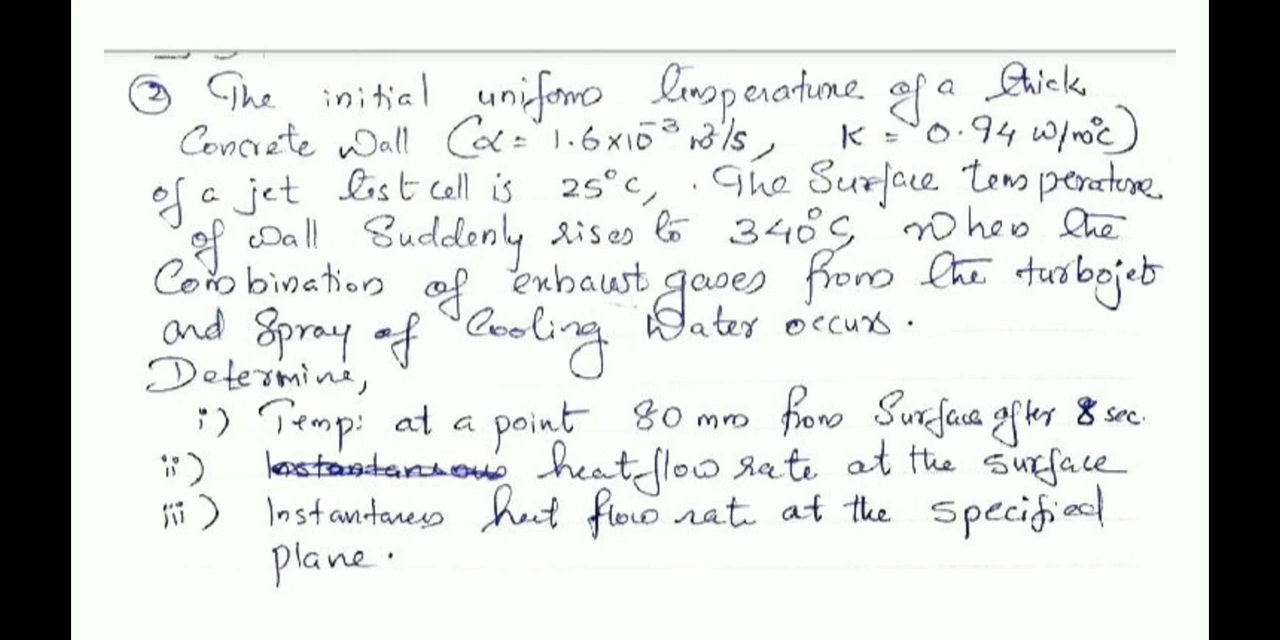 ② The initial uniform temperature of a thick
Concrete wall (α = 1.6×10⁻³ m²/s, K = 0.94 w/m°C)
of a jet test cell is 25°C, . The Surface temperature
of wall Suddenly rises to 340°C, when the
Combination of exhaust gases from the turbojet
and Spray of Cooling Water occurs.
Determine,
i) Temp: at a point 80 mm from Surface after 8 sec.
ii) heat flow rate at the surface
iii) Instantaneos heat flow rate at the specified
plane.